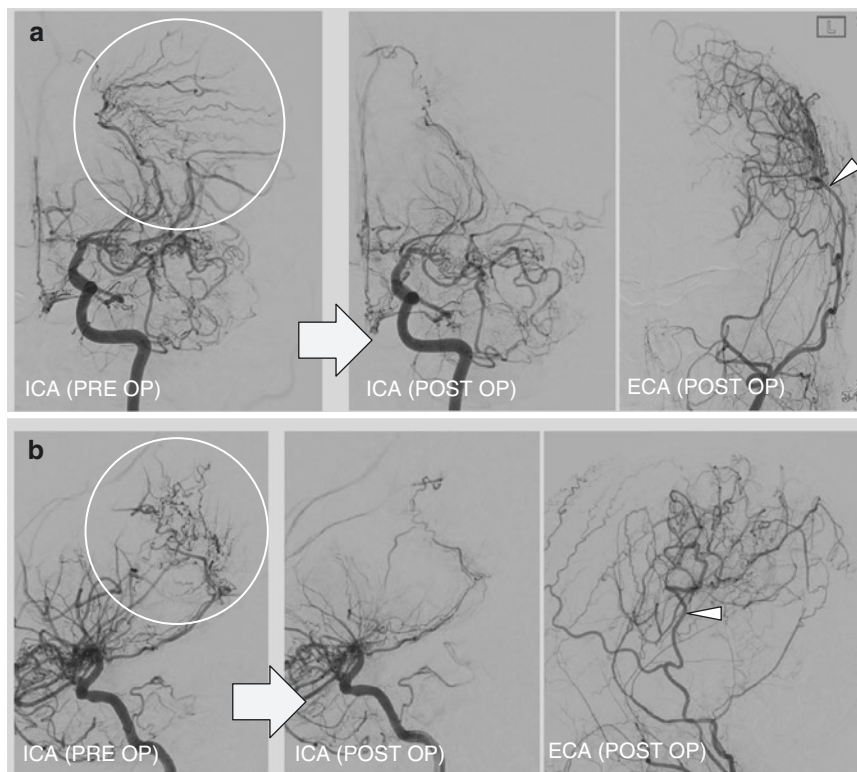 a
L
ICA (PRE OP)
ICA (POST OP)
ECA (POST OP)
b
ICA (PRE OP)
ICA (POST OP)
ECA (POST OP)